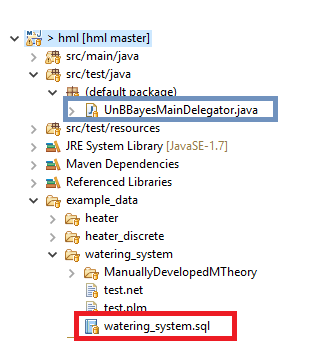 > hml [hml master]
src/main/java
src/test/java
(default package)
UnBBayesMainDelegator.java
src/test/resources
JRE System Library [JavaSE-1.7]
Maven Dependencies
Referenced Libraries
example_data
heater
heater_discrete
watering_system
ManuallyDevelopedMTheory
test.net
test.plm
watering_system.sql